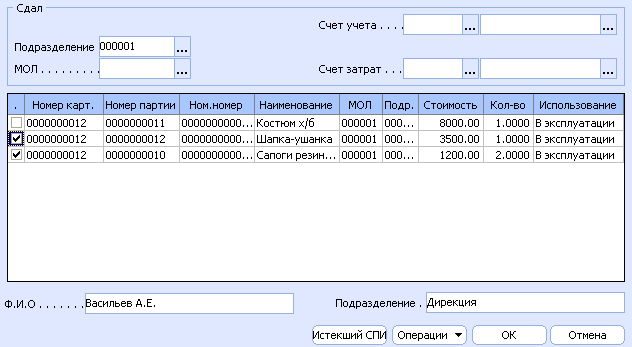 Сдал
Счет учета . . . . ... ...
Подразделение 000001 ...
МОЛ . . . . . . . . . ... Счет затрат . . . ... ...
. Номер карт. Номер партии Ном.номер Наименование МОЛ Подр. Стоимость Кол-во Использование
0000000012 0000000011 0000000000... Костюм х/б 000001 000... 8000.00 1.0000 В эксплуатации
0000000012 0000000012 0000000000... Шапка-ушанка 000001 000... 3500.00 1.0000 В эксплуатации
0000000012 0000000010 0000000000... Сапоги резин... 000001 000... 1200.00 2.0000 В эксплуатации
Ф.И.О . . . . . . . Васильев А.Е. Подразделение . Дирекция
Истекший СПИ Операции ОК Отмена